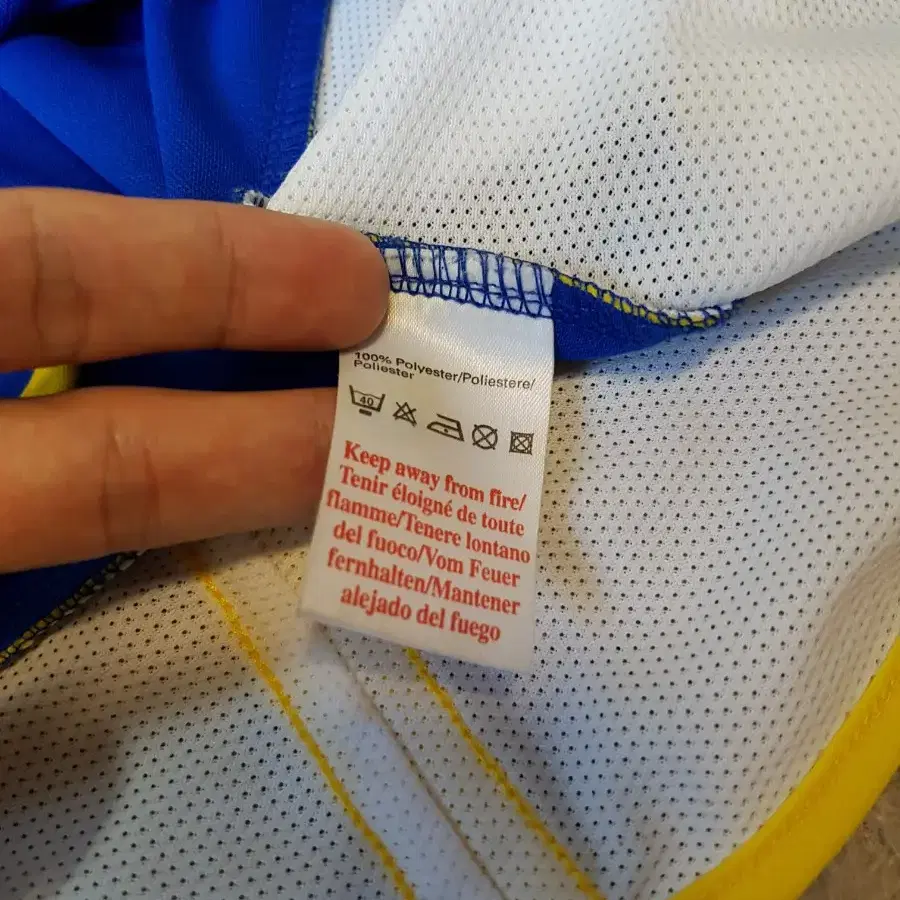 100% Polyester/Poliestere/
Poliester
40
Keep away from fire/
Tenir éloigné de toute
flamme/Tenere lontano
del fuoco/Vom Feuer
fernhalten/Mantener
alejado del fuego